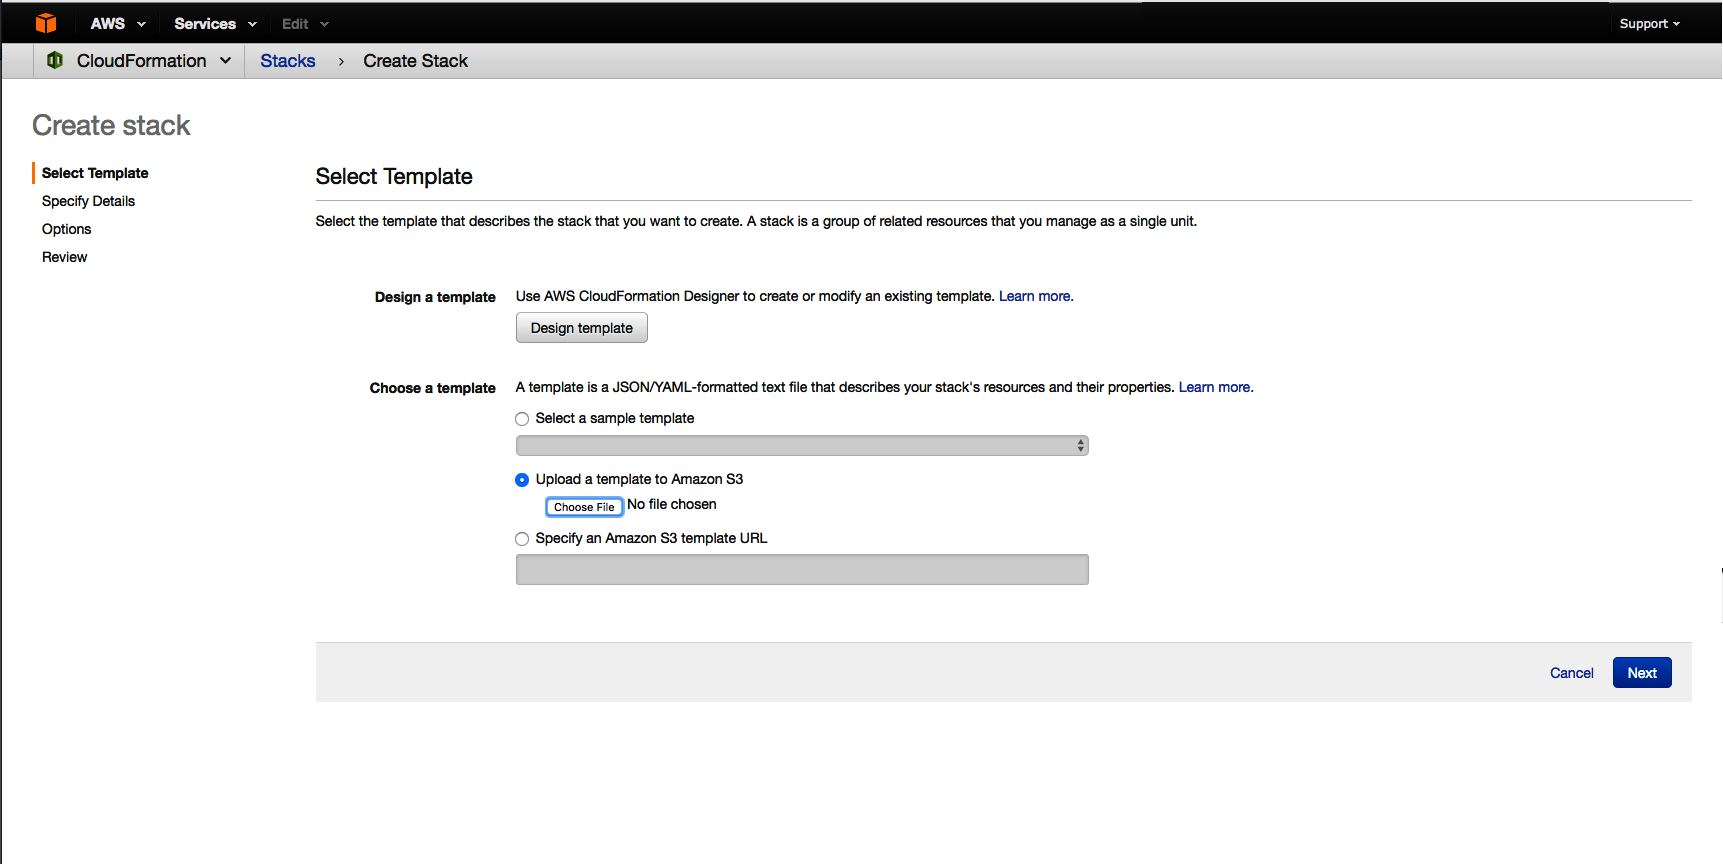 AWS Services Edit Support
CloudFormation Stacks > Create Stack
Create stack
Select Template
Specify Details
Options
Review
Select Template
Select the template that describes the stack that you want to create. A stack is a group of related resources that you manage as a single unit.
Design a template Use AWS CloudFormation Designer to create or modify an existing template. Learn more.
Design template
Choose a template A template is a JSON/YAML-formatted text file that describes your stack's resources and their properties. Learn more.
Select a sample template
Upload a template to Amazon S3
Choose File No file chosen
Specify an Amazon S3 template URL
Cancel Next